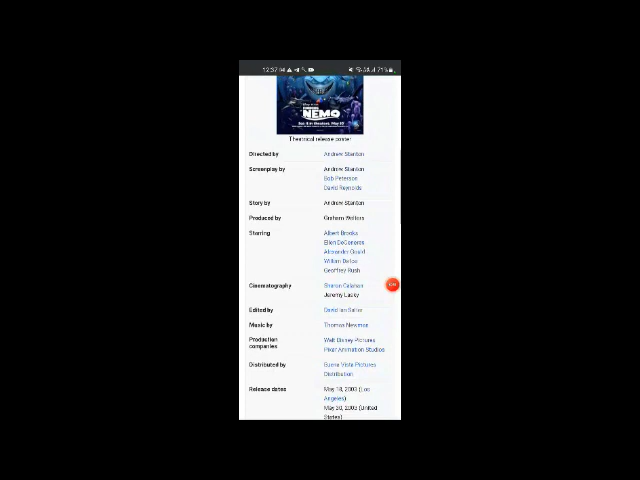 12:37
71%
NEMO
Theatrical release poster
Directed by
Andrew Stanton
Screenplay by
Andrew Stanton
Bob Peterson
David Reynolds
Story by
Andrew Stanton
Produced by
Graham Walters
Starring
Albert Brooks
Ellen DeGeneres
Alexander Gould
Willem Dafoe
Geoffrey Rush
Cinematography
Sharon Calahan
Jeremy Lasky
Edited by
David Ian Salter
Music by
Thomas Newman
Production
companies
Walt Disney Pictures
Pixar Animation Studios
Distributed by
Buena Vista Pictures
Distribution
Release dates
May 18, 2003 (Los
Angeles)
May 30, 2003 (United
States)